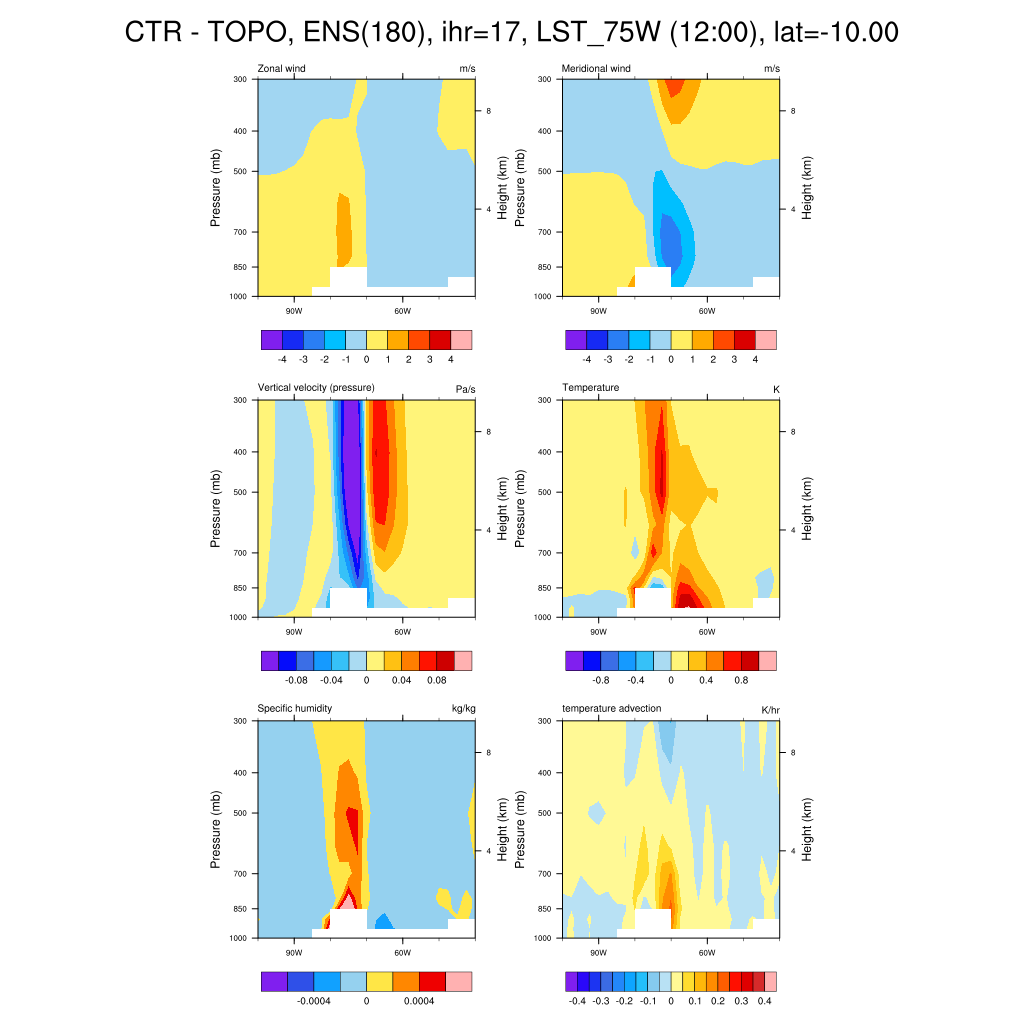 CTR - TOPO, ENS(180), ihr=17, LST_75W (12:00), lat=-10.00
Zonal wind m/s
Pressure (mb)
Height (km)
300
400
500
700
850
1000
8
4
90W 60W
-4 -3 -2 -1 0 1 2 3 4
Meridional wind m/s
Pressure (mb)
Height (km)
300
400
500
700
850
1000
8
4
90W 60W
-4 -3 -2 -1 0 1 2 3 4
Vertical velocity (pressure) Pa/s
Pressure (mb)
Height (km)
300
400
500
700
850
1000
8
4
90W 60W
-0.08 -0.04 0 0.04 0.08
Temperature K
Pressure (mb)
Height (km)
300
400
500
700
850
1000
8
4
90W 60W
-0.8 -0.4 0 0.4 0.8
Specific humidity kg/kg
Pressure (mb)
Height (km)
300
400
500
700
850
1000
8
4
90W 60W
-0.0004 0 0.0004
temperature advection K/hr
Pressure (mb)
Height (km)
300
400
500
700
850
1000
8
4
90W 60W
-0.4 -0.3 -0.2 -0.1 0 0.1 0.2 0.3 0.4